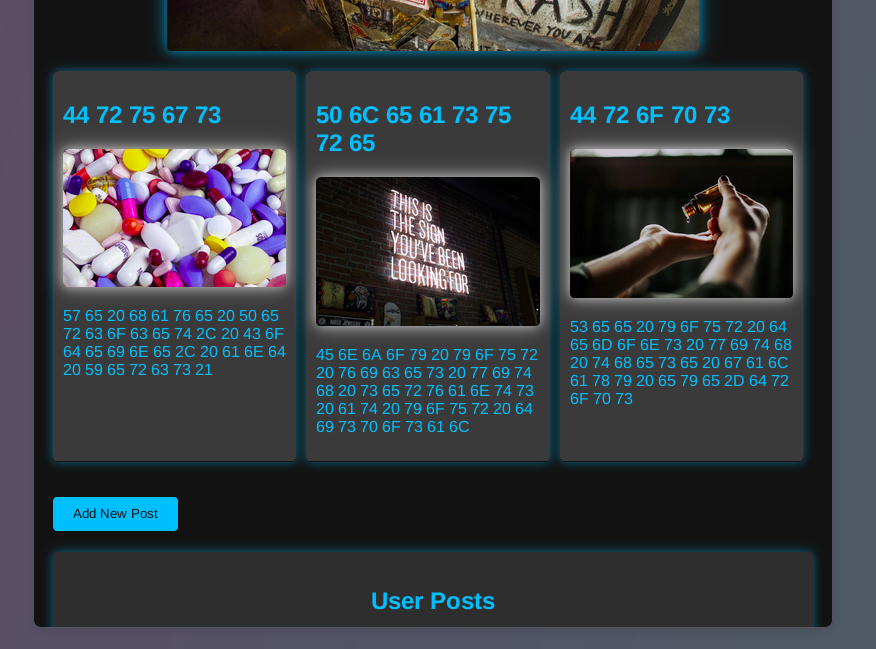 TRASH
WHEREVER YOU ARE
44 72 75 67 73
57 65 20 68 61 76 65 20 50 65
72 63 6F 63 65 74 2C 20 43 6F
64 65 69 6E 65 2C 20 61 6E 64
20 59 65 72 63 73 21
50 6C 65 61 73 75
72 65
THIS IS
THE SIGN
YOU'VE BEEN
LOOKING FOR
45 6E 6A 6F 79 20 79 6F 75 72
20 76 69 63 65 73 20 77 69 74
68 20 73 65 72 76 61 6E 74 73
20 61 74 20 79 6F 75 72 20 64
69 73 70 6F 73 61 6C
44 72 6F 70 73
53 65 65 20 79 6F 75 72 20 64
65 6D 6F 6E 73 20 77 69 74 68
20 74 68 65 73 65 20 67 61 6C
61 78 79 20 65 79 65 2D 64 72
6F 70 73
Add New Post
User Posts